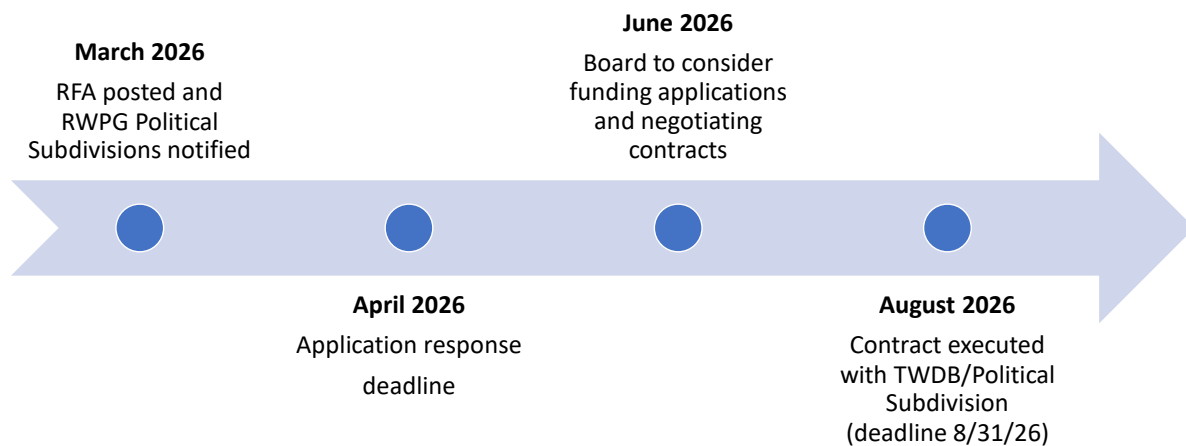 March 2026
RFA posted and
RWPG Political
Subdivisions notified
April 2026
Application response
deadline
June 2026
Board to consider
funding applications
and negotiating
contracts
August 2026
Contract executed
with TWDB/Political
Subdivision
(deadline 8/31/26)